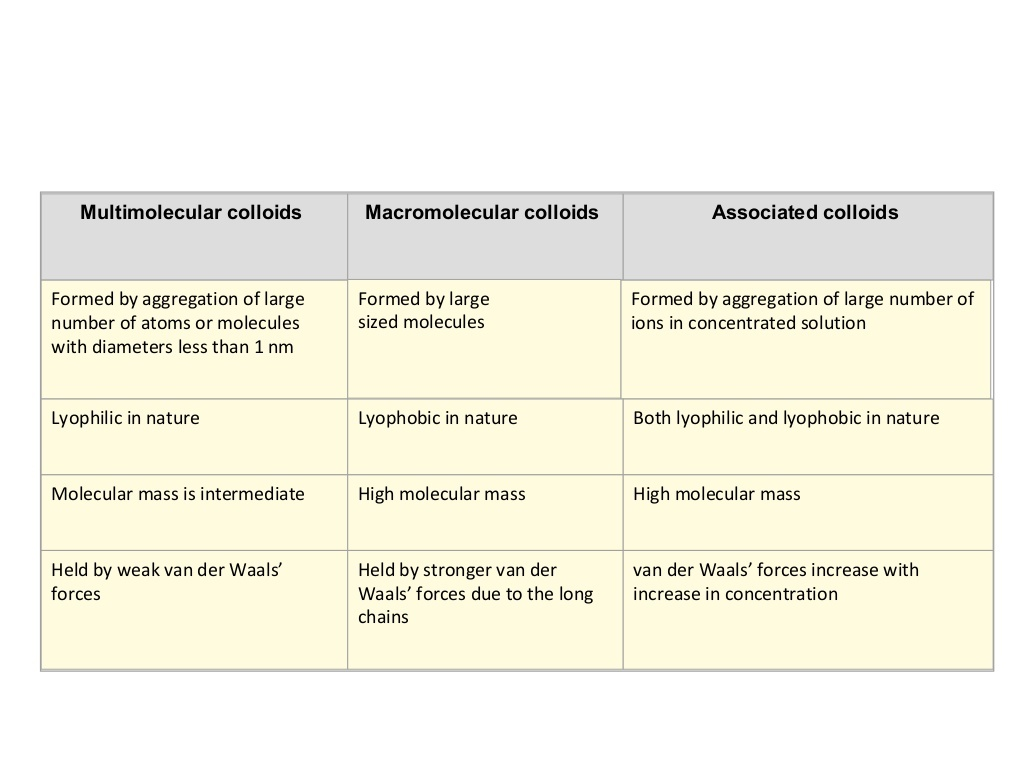 Multimolecular colloids
Macromolecular colloids
Associated colloids
Formed by aggregation of large
number of atoms or molecules
with diameters less than 1 nm
Formed by large
sized molecules
Formed by aggregation of large number of
ions in concentrated solution
Lyophilic in nature
Lyophobic in nature
Both lyophilic and lyophobic in nature
Molecular mass is intermediate
High molecular mass
High molecular mass
Held by weak van der Waals’
forces
Held by stronger van der
Waals’ forces due to the long
chains
van der Waals’ forces increase with
increase in concentration